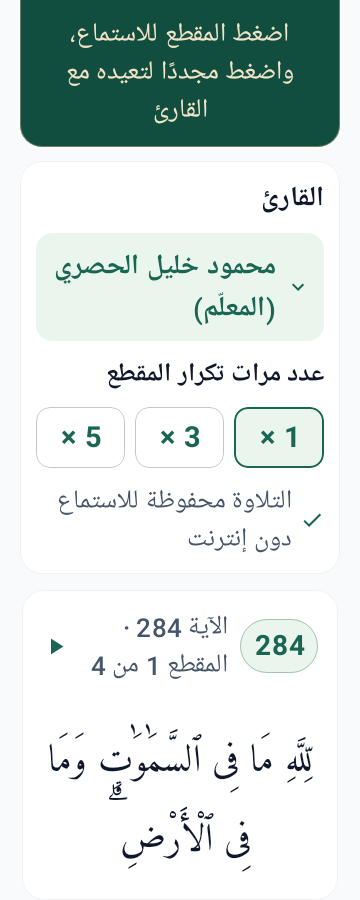 اضغط المقطع للاستماع،
واضغط مجددًا لتعيده مع
القارئ
القارئ
محمود خليل الحصري
(المعلّم)
عدد مرات تكرار المقطع
1 ×
3 ×
5 ×
التلاوة محفوظة للاستماع
دون إنترنت
284
الآية 284 ·
المقطع 1 من 4
لِّلَّهِ مَا فِى ٱلسَّمَٰوَٰتِ وَمَا
فِى ٱلْأَرْضِ ۗ